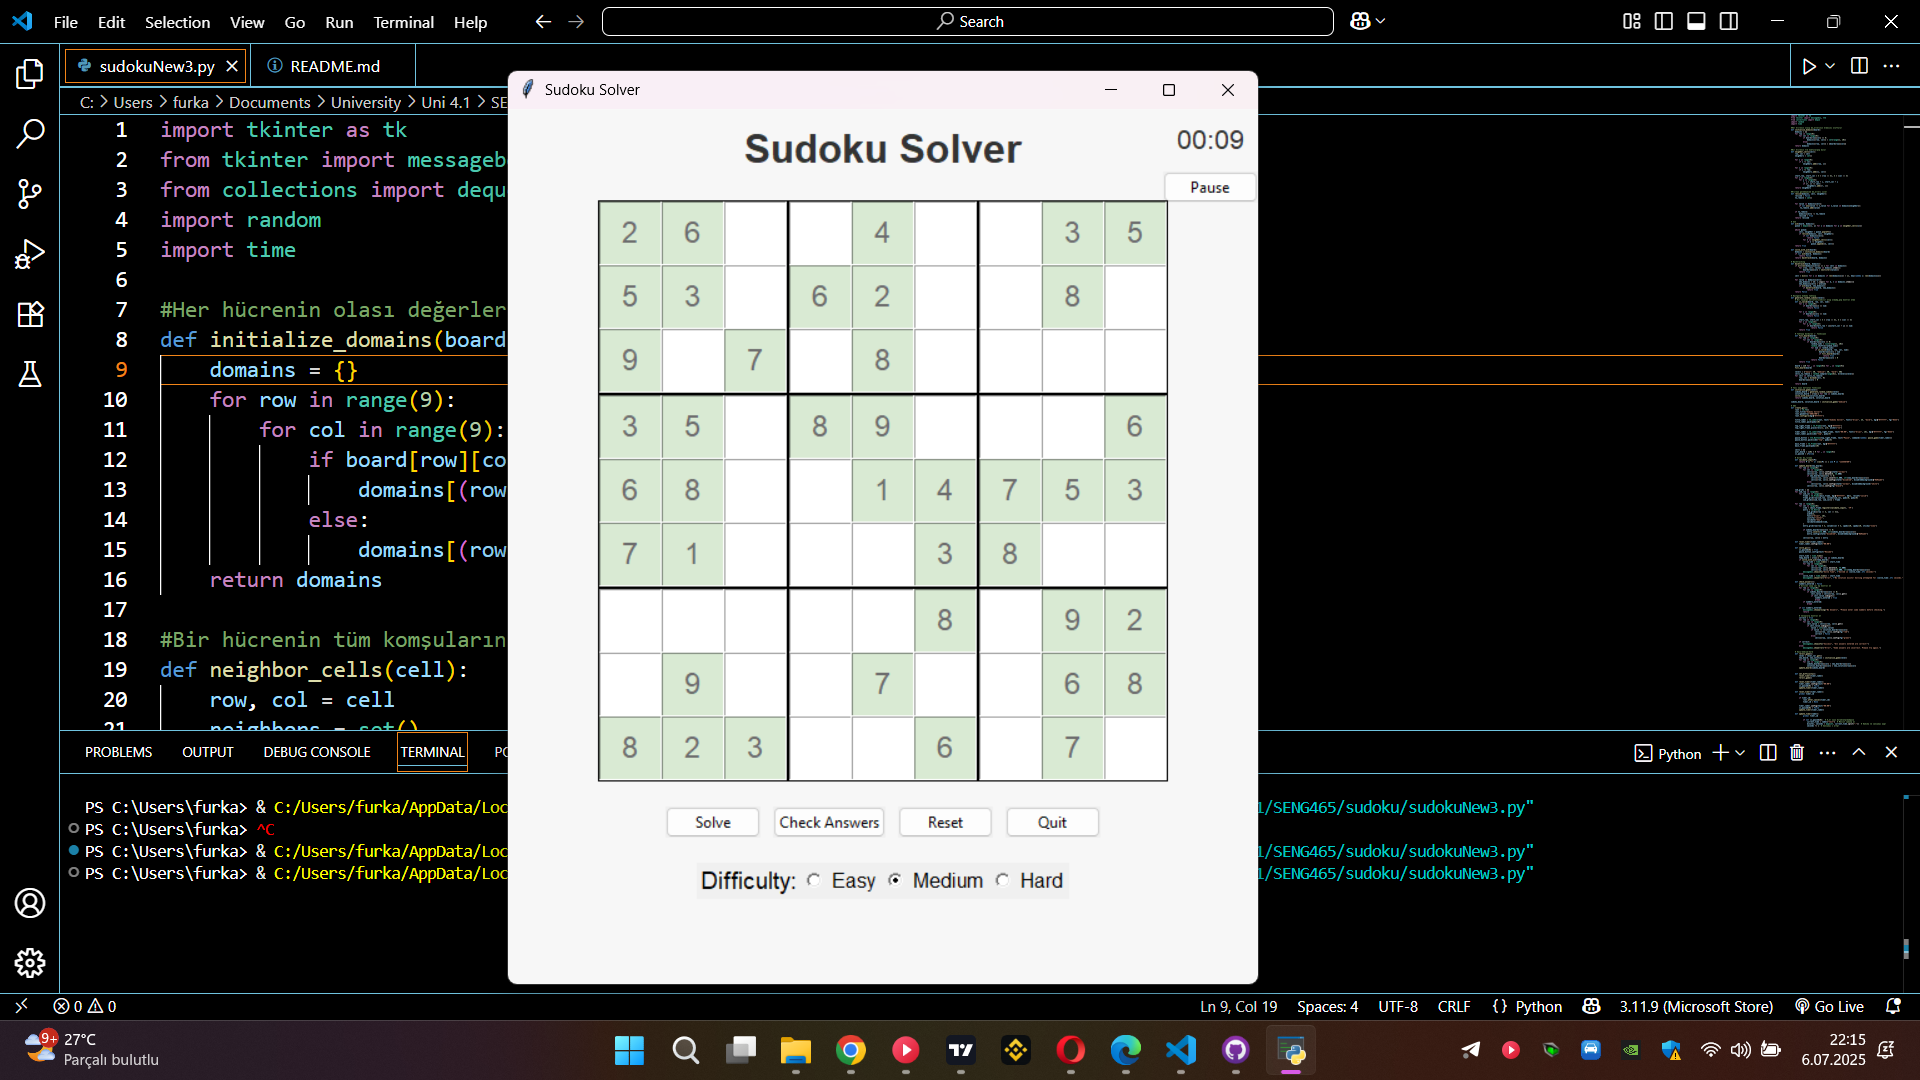 File Edit Selection View Go Run Terminal Help
Search
sudokuNew3.py
README.md
C: > Users > furka > Documents > University > Uni 4.1 > SE
1 import tkinter as tk
2 from tkinter import messageb
3 from collections import dequ
4 import random
5 import time
6
7 #Her hücrenin olası değerler
8 def initialize_domains(board
9 domains = {}
10 for row in range(9):
11 for col in range(9):
12 if board[row][co
13 domains[(row
14 else:
15 domains[(row
16 return domains
17
18 #Bir hücrenin tüm komşuların
19 def neighbor_cells(cell):
20 row, col = cell
21 neighbors = set()
Sudoku Solver
Sudoku Solver
00:09
Pause
2 6 4 3 5
5 3 6 2 8
9 7 8
3 5 8 9 6
6 8 1 4 7 5 3
7 1 3 8
8 9 2
9 7 6 8
8 2 3 6 7
Solve Check Answers Reset Quit
Difficulty: Easy Medium Hard
PROBLEMS OUTPUT DEBUG CONSOLE TERMINAL PO
Python
PS C:\Users\furka> & C:/Users/furka/AppData/Loc
1/SENG465/sudoku/sudokuNew3.py"
PS C:\Users\furka> ^C
PS C:\Users\furka> & C:/Users/furka/AppData/Loc
1/SENG465/sudoku/sudokuNew3.py"
PS C:\Users\furka> & C:/Users/furka/AppData/Loc
1/SENG465/sudoku/sudokuNew3.py"
0 0
Ln 9, Col 19 Spaces: 4 UTF-8 CRLF {} Python 3.11.9 (Microsoft Store) Go Live
9+
27°C
Parçalı bulutlu
22:15
6.07.2025